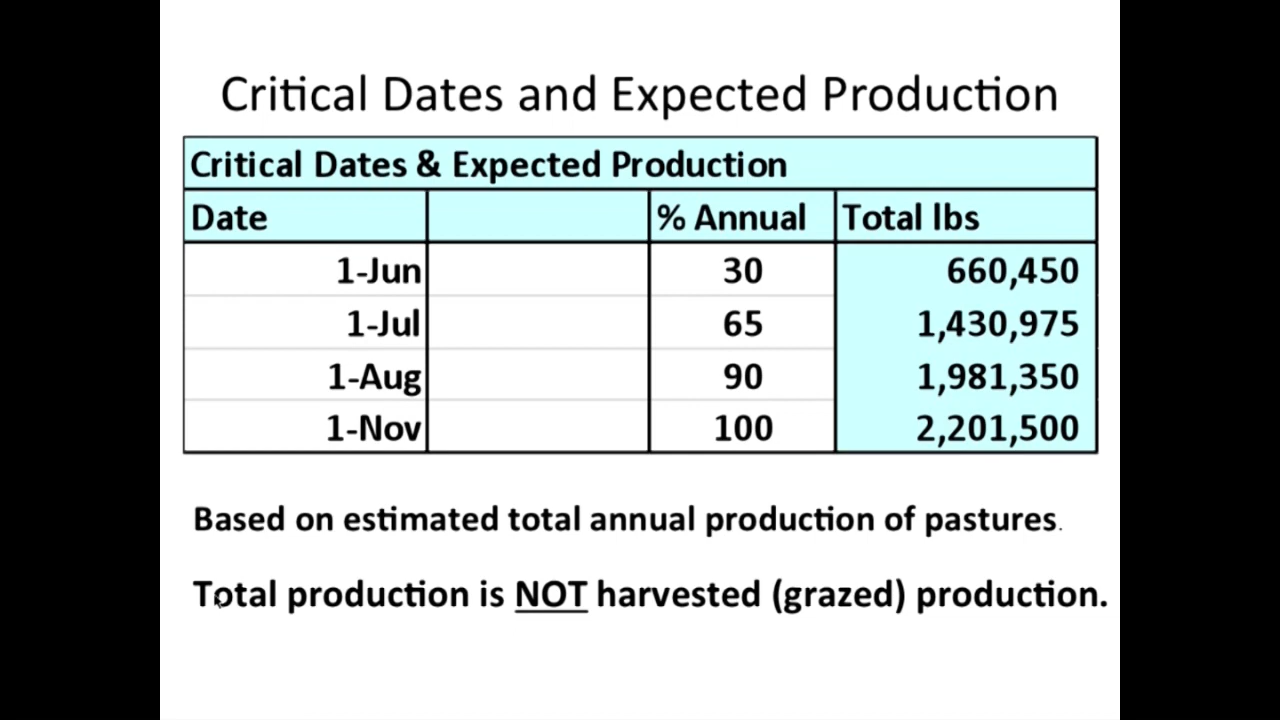 Critical Dates and Expected Production
Critical Dates & Expected Production
Date % Annual Total lbs
1-Jun 30 660,450
1-Jul 65 1,430,975
1-Aug 90 1,981,350
1-Nov 100 2,201,500
Based on estimated total annual production of pastures.
Total production is NOT harvested (grazed) production.